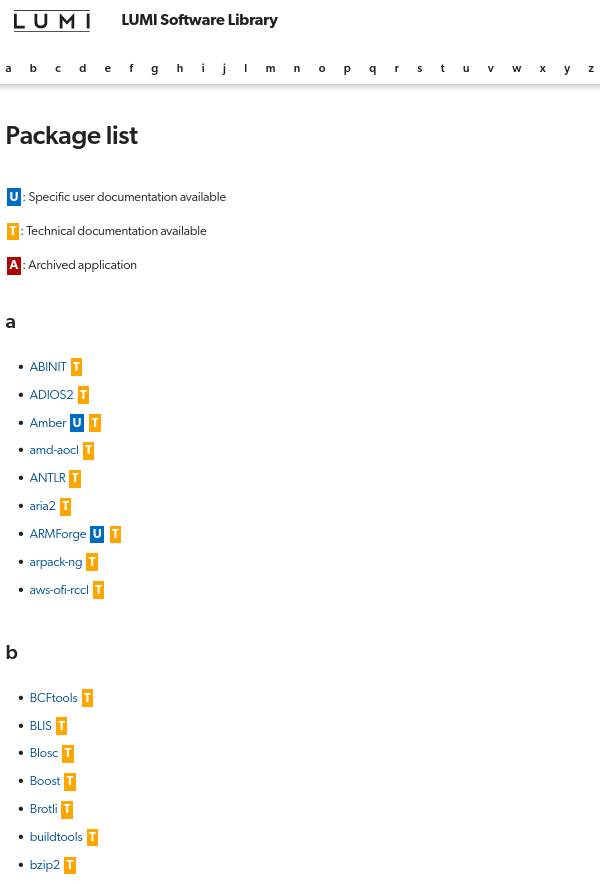 LUMI LUMI Software Library
a b c d e f g h i j l m n o p q r s t u v w x y z
Package list
U : Specific user documentation available
T : Technical documentation available
A : Archived application
a
• ABINIT T
• ADIOS2 T
• Amber U T
• amd-aocl T
• ANTLR T
• aria2 T
• ARMForge U T
• arpack-ng T
• aws-ofi-rccl T
b
• BCFtools T
• BLIS T
• Blosc T
• Boost T
• Brotli T
• buildtools T
• bzip2 T